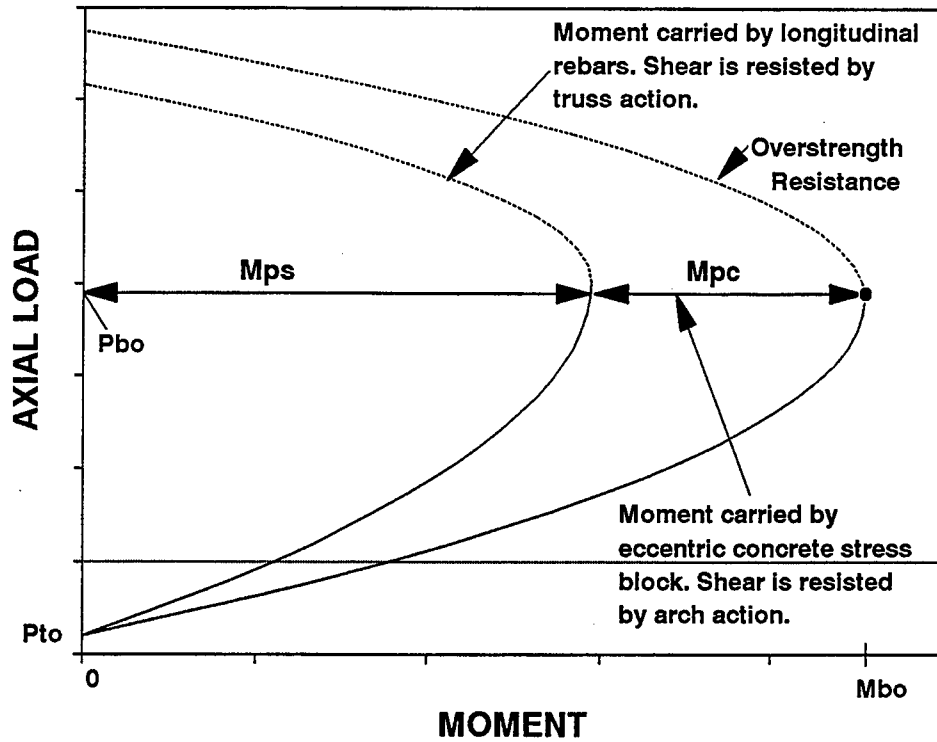 Moment carried by longitudinal
rebars. Shear is resisted by
truss action.
Overstrength
Resistance
Mps
Mpc
Pbo
AXIAL LOAD
Moment carried by
eccentric concrete stress
block. Shear is resisted
by arch action.
Pto
0
Mbo
MOMENT